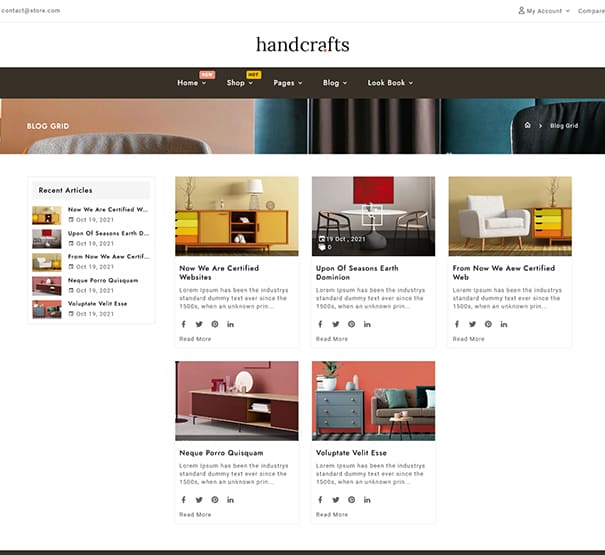 contact@store.com
My Account
Compare
handcrafts
NEW
HOT
Home
Shop
Pages
Blog
Look Book
BLOG GRID
Blog Grid
Recent Articles
Now We Are Certified W...
Oct 19, 2021
Upon Of Seasons Earth D...
Oct 19, 2021
From Now We Aew Certif...
Oct 19, 2021
Neque Porro Quisquam
Oct 19, 2021
Voluptate Velit Esse
Oct 19, 2021
Now We Are Certified
Websites
Lorem Ipsum has been the industrys
standard dummy text ever since the
1500s, when an unknown prin...
Read More
19 Oct , 2021
0
Upon Of Seasons Earth
Dominion
Lorem Ipsum has been the industrys
standard dummy text ever since the
1500s, when an unknown prin...
Read More
From Now We Aew Certified
Web
Lorem Ipsum has been the industrys
standard dummy text ever since the
1500s, when an unknown prin...
Read More
Neque Porro Quisquam
Lorem Ipsum has been the industrys
standard dummy text ever since the
1500s, when an unknown prin...
Read More
Voluptate Velit Esse
Lorem Ipsum has been the industrys
standard dummy text ever since the
1500s, when an unknown prin...
Read More